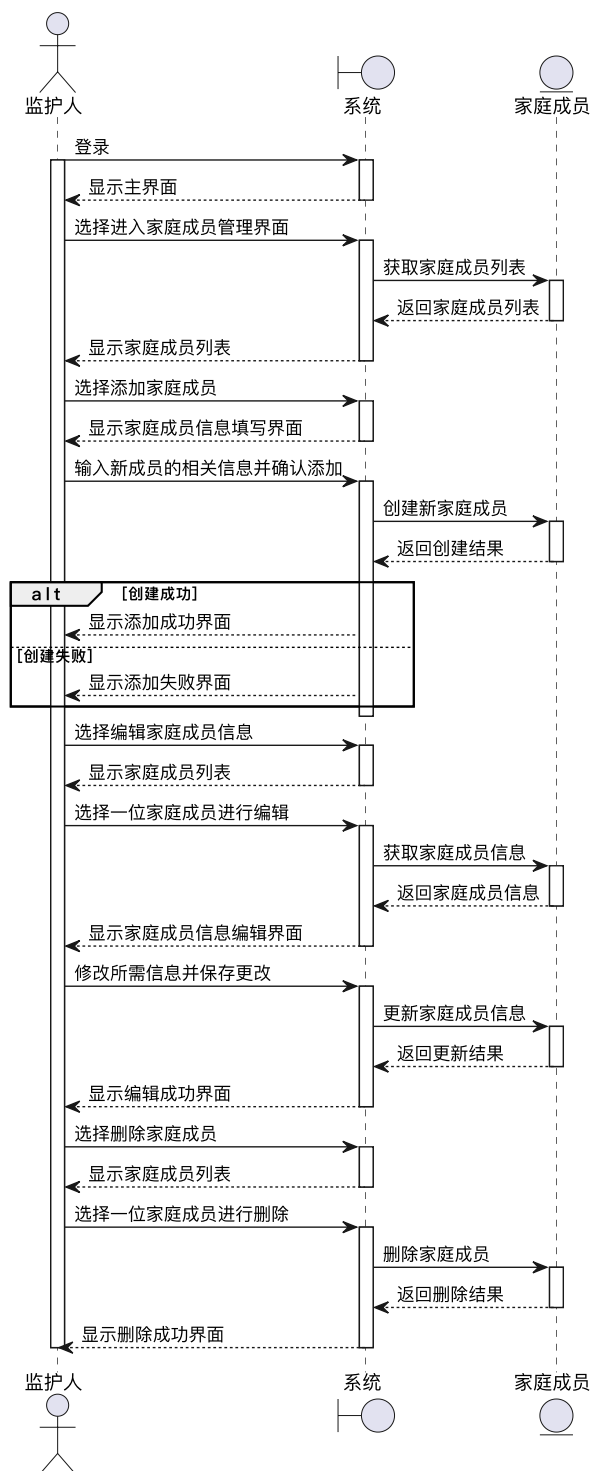 监护人 系统 家庭成员
登录
显示主界面
选择进入家庭成员管理界面
获取家庭成员列表
返回家庭成员列表
显示家庭成员列表
选择添加家庭成员
显示家庭成员信息填写界面
输入新成员的相关信息并确认添加
创建新家庭成员
返回创建结果
alt [创建成功]
显示添加成功界面
[创建失败]
显示添加失败界面
选择编辑家庭成员信息
显示家庭成员列表
选择一位家庭成员进行编辑
获取家庭成员信息
返回家庭成员信息
显示家庭成员信息编辑界面
修改所需信息并保存更改
更新家庭成员信息
返回更新结果
显示编辑成功界面
选择删除家庭成员
显示家庭成员列表
选择一位家庭成员进行删除
删除家庭成员
返回删除结果
显示删除成功界面
监护人 系统 家庭成员